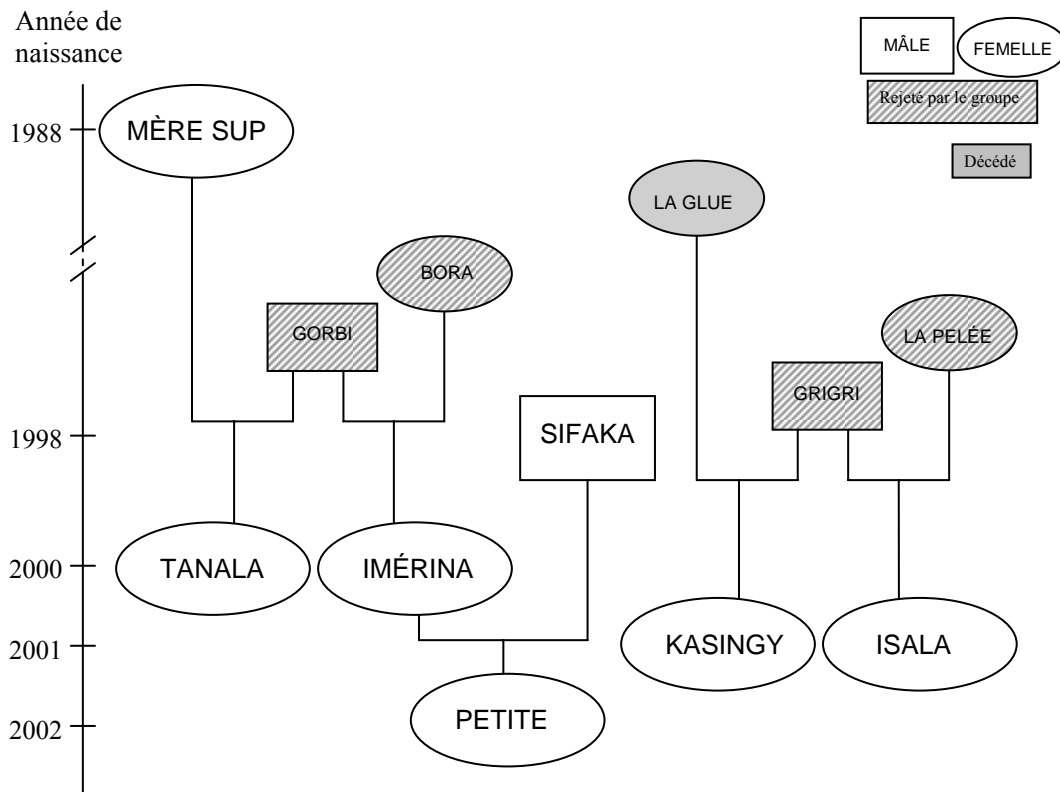 Année de
naissance
MÂLE
FEMELLE
Rejeté par le groupe
Décédé
1988
MÈRE SUP
LA GLUE
BORA
GORBI
LA PELÉE
GRIGRI
1998
SIFAKA
2000
TANALA
IMÉRINA
2001
KASINGY
ISALA
PETITE
2002